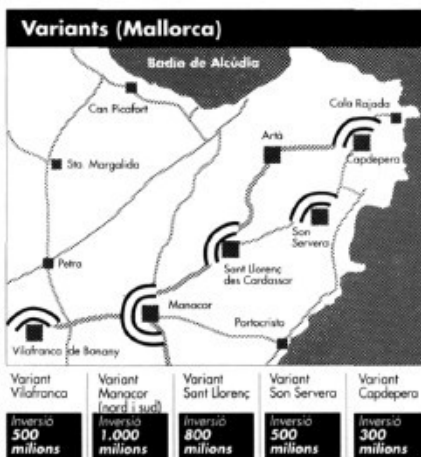 Variants (Mallorca)
Badia de Alcúdia
Can Picafort
Cala Rajada
Artà
Sta. Margalida
Capdepera
Son
Servera
Petra
Sant Llorenç
des Cardassar
Manacor
Portocristo
Vilafranca de Bonany
Variant
Vilafranca
Inversió
500
milions
Variant
Manacor
(nord i sud)
Inversió
1.000
milions
Variant
Sant Llorenç
Inversió
800
milions
Variant
Son Servera
Inversió
500
milions
Variant
Capdepera
Inversió
300
milions